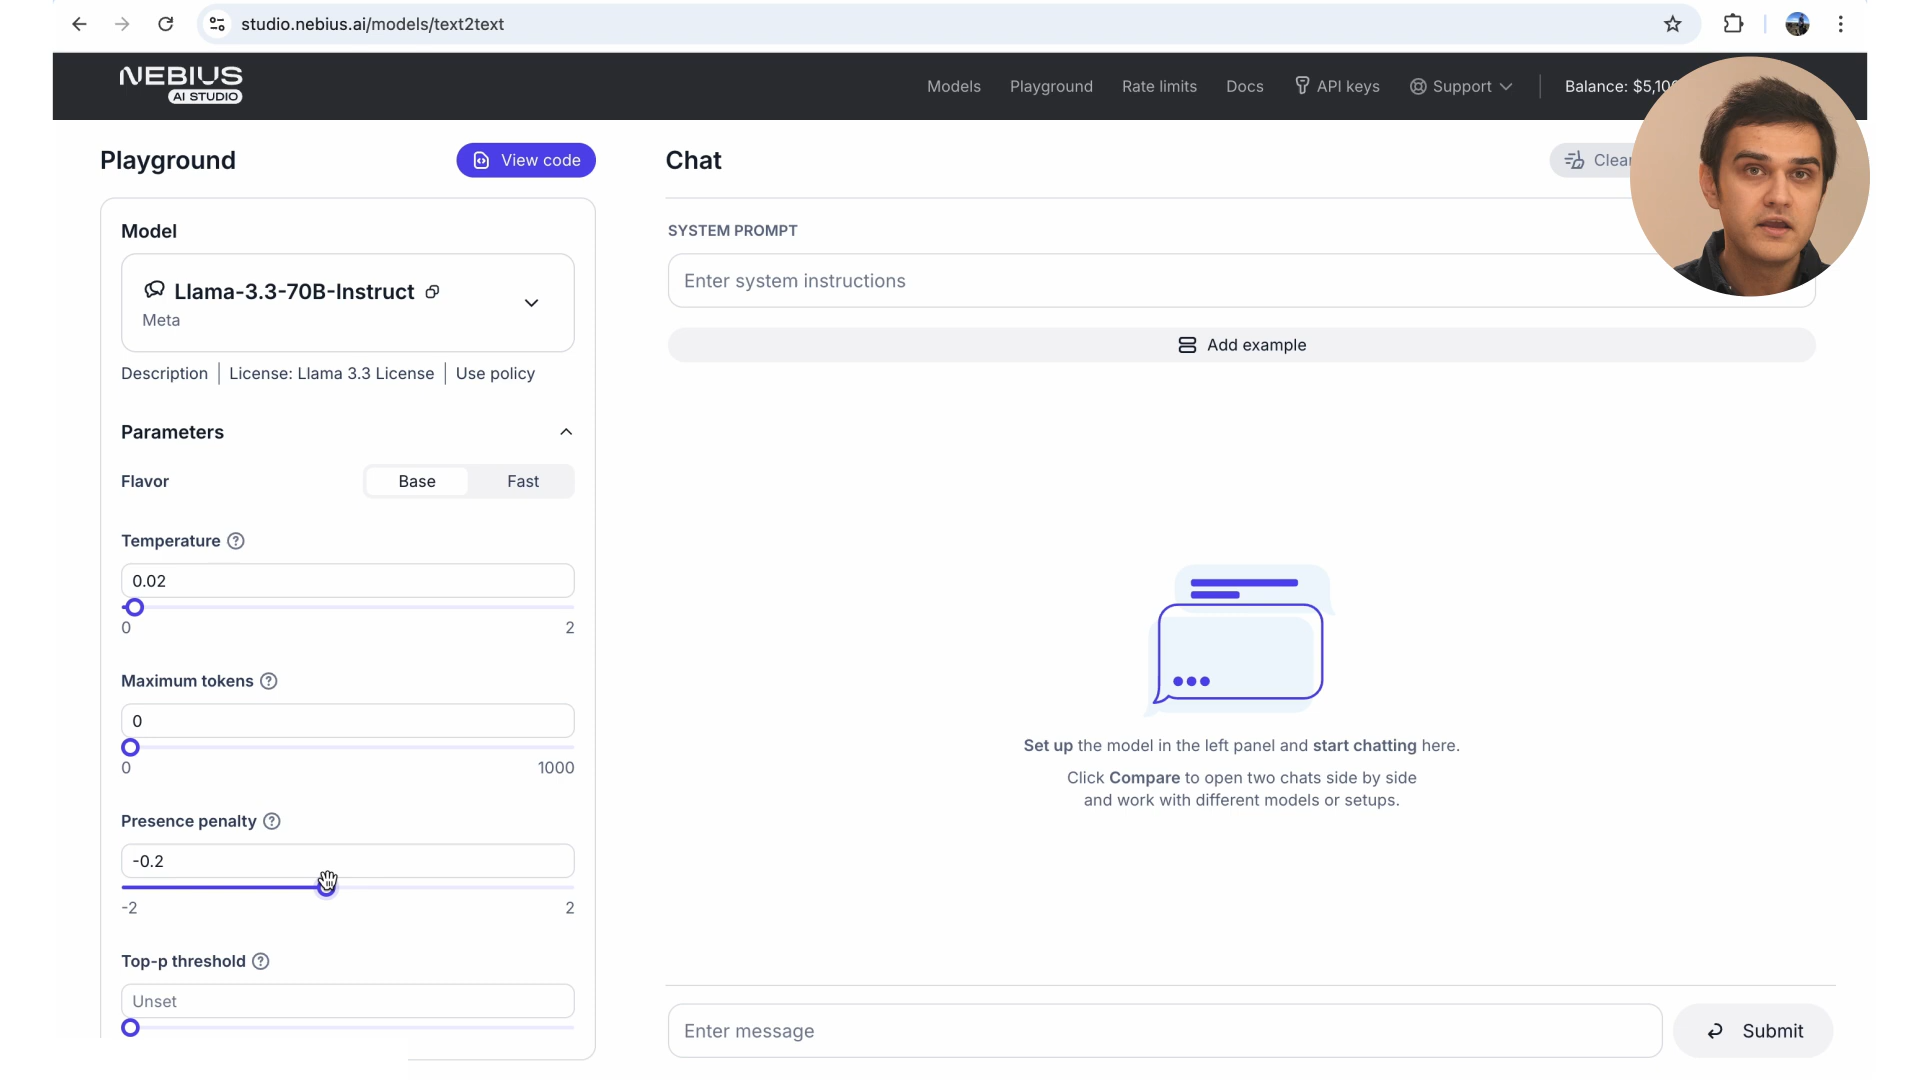 studio.nebius.ai/models/text2text
NEBIUS
AI STUDIO
Models
Playground
Rate limits
Docs
API keys
Support
Balance: $5,10
Playground
View code
Model
Llama-3.3-70B-Instruct
Meta
Description
License: Llama 3.3 License
Use policy
Parameters
Flavor
Base
Fast
Temperature
0.02
0
2
Maximum tokens
0
0
1000
Presence penalty
-0.2
-2
2
Top-p threshold
Unset
Chat
Clear
SYSTEM PROMPT
Enter system instructions
Add example
Set up the model in the left panel and start chatting here.
Click Compare to open two chats side by side
and work with different models or setups.
Enter message
Submit